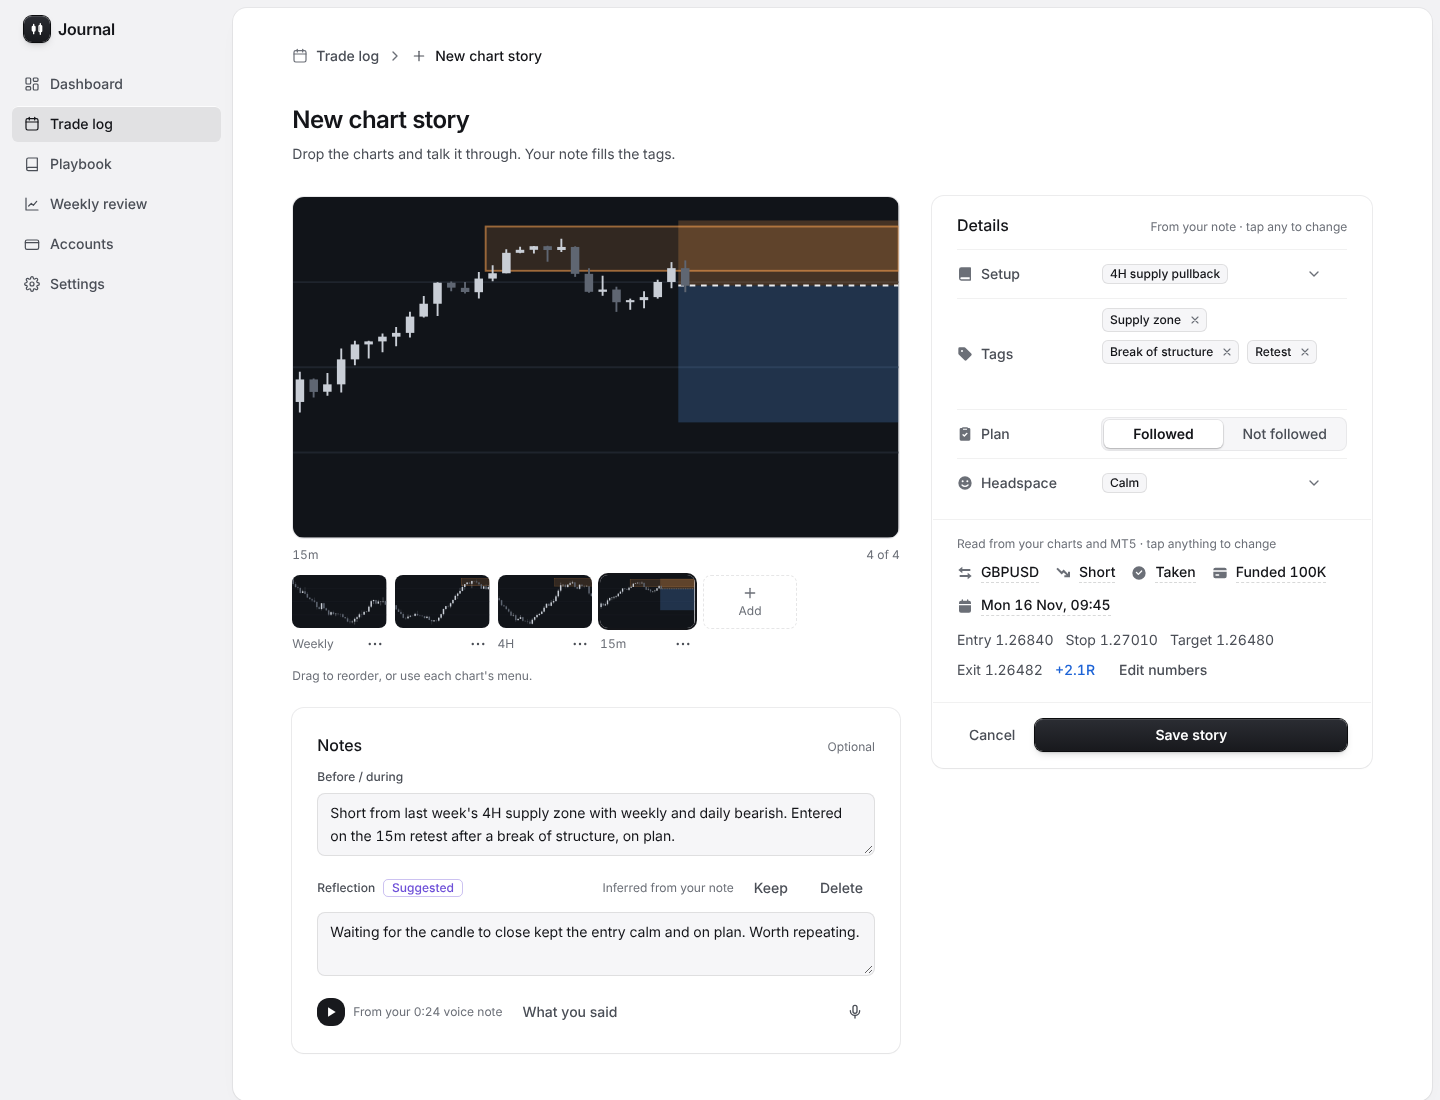 Journal
Dashboard
Trade log
Playbook
Weekly review
Accounts
Settings
Trade log
New chart story
New chart story
Drop the charts and talk it through. Your note fills the tags.
15m
4 of 4
Weekly
4H
15m
Add
Drag to reorder, or use each chart's menu.
Notes
Optional
Before / during
Short from last week's 4H supply zone with weekly and daily bearish. Entered
on the 15m retest after a break of structure, on plan.
Reflection
Suggested
Inferred from your note
Keep
Delete
Waiting for the candle to close kept the entry calm and on plan. Worth repeating.
From your 0:24 voice note
What you said
Details
From your note · tap any to change
Setup
4H supply pullback
Tags
Supply zone
Break of structure
Retest
Plan
Followed
Not followed
Headspace
Calm
Read from your charts and MT5 · tap anything to change
GBPUSD
Short
Taken
Funded 100K
Mon 16 Nov, 09:45
Entry 1.26840 Stop 1.27010 Target 1.26480
Exit 1.26482 +2.1R Edit numbers
Cancel
Save story